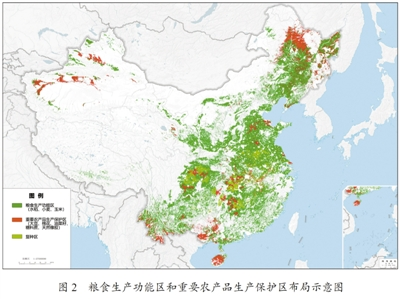 图 例
粮食生产功能区
(水稻、小麦、玉米)
重要农产品生产保护区
(大豆、棉花、油菜籽
糖料蔗、天然橡胶)
复种区
图 2 粮食生产功能区和重要农产品生产保护区布局示意图